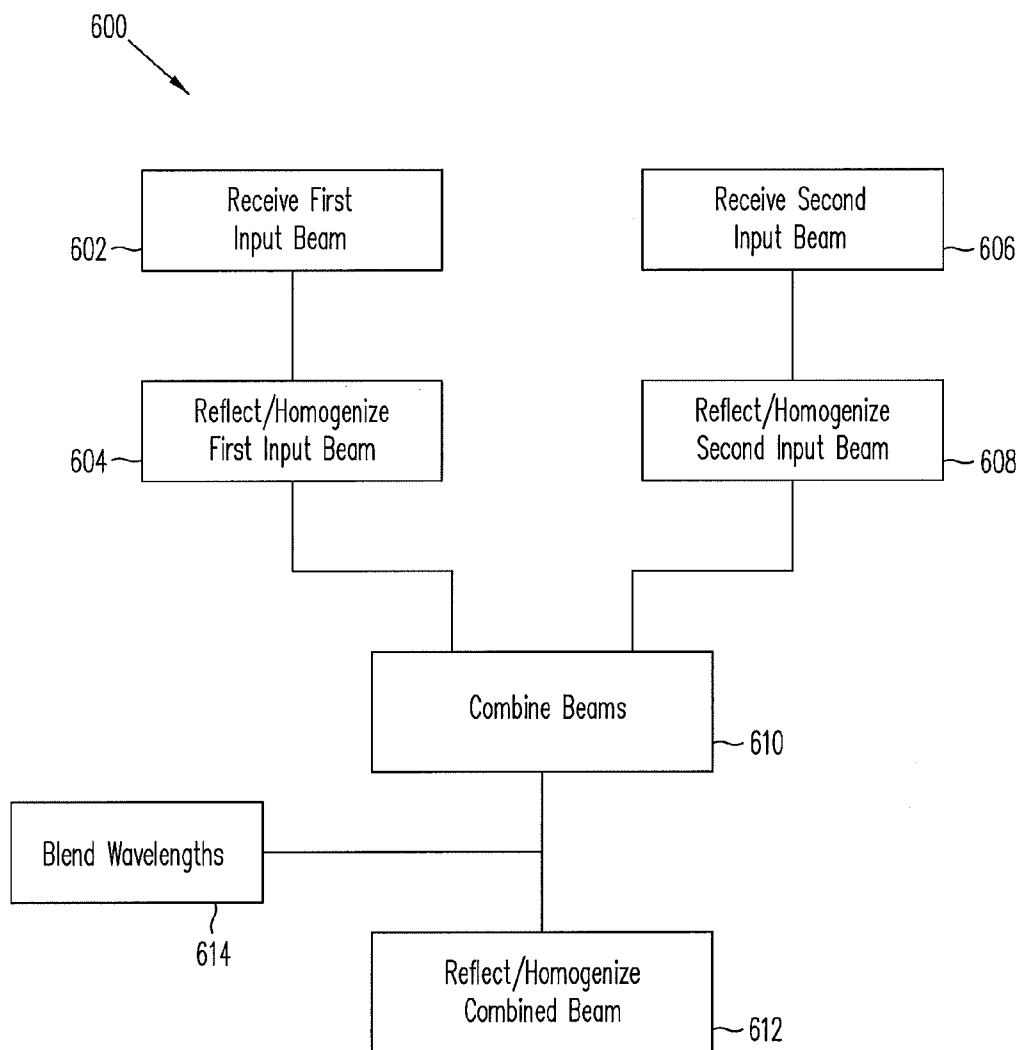 600
Receive First
Input Beam
602
Receive Second
Input Beam
606
Reflect/Homogenize
First Input Beam
604
Reflect/Homogenize
Second Input Beam
608
Combine Beams
610
Blend Wavelengths
614
Reflect/Homogenize
Combined Beam
612